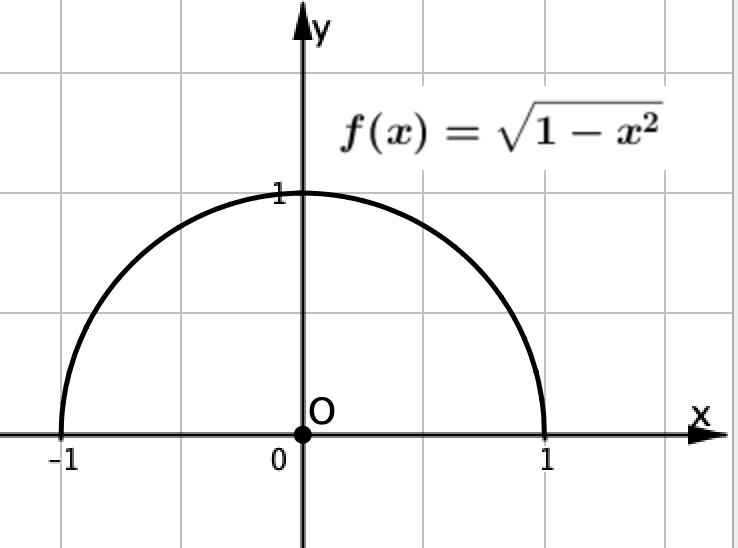 y
f(x) = √(1 − x²)
1
O
x
-1
0
1